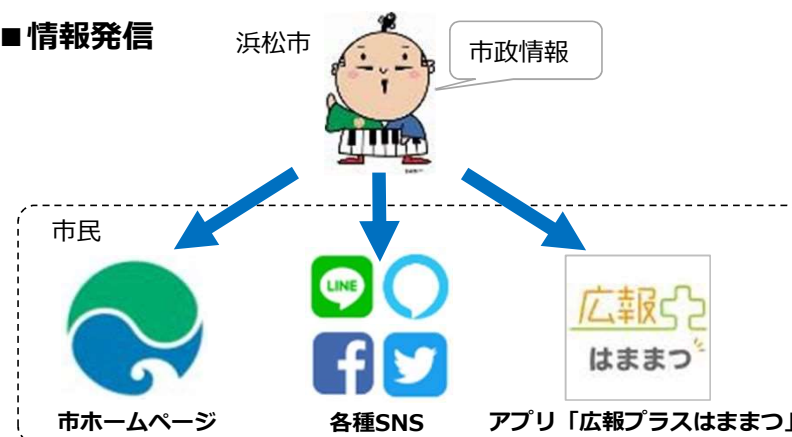 ■情報発信
浜松市
市政情報
市民
LINE
広報
はままつ
市ホームページ
各種SNS
アプリ「広報プラスはままつ」